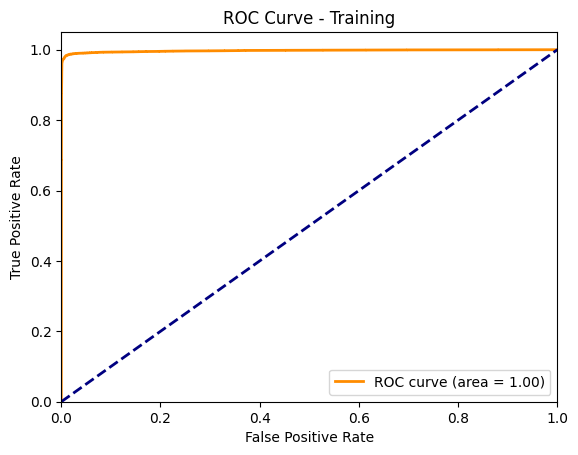 ROC Curve - Training
True Positive Rate
1.0
0.8
0.6
0.4
0.2
0.0
ROC curve (area = 1.00)
0.0 0.2 0.4 0.6 0.8 1.0
False Positive Rate